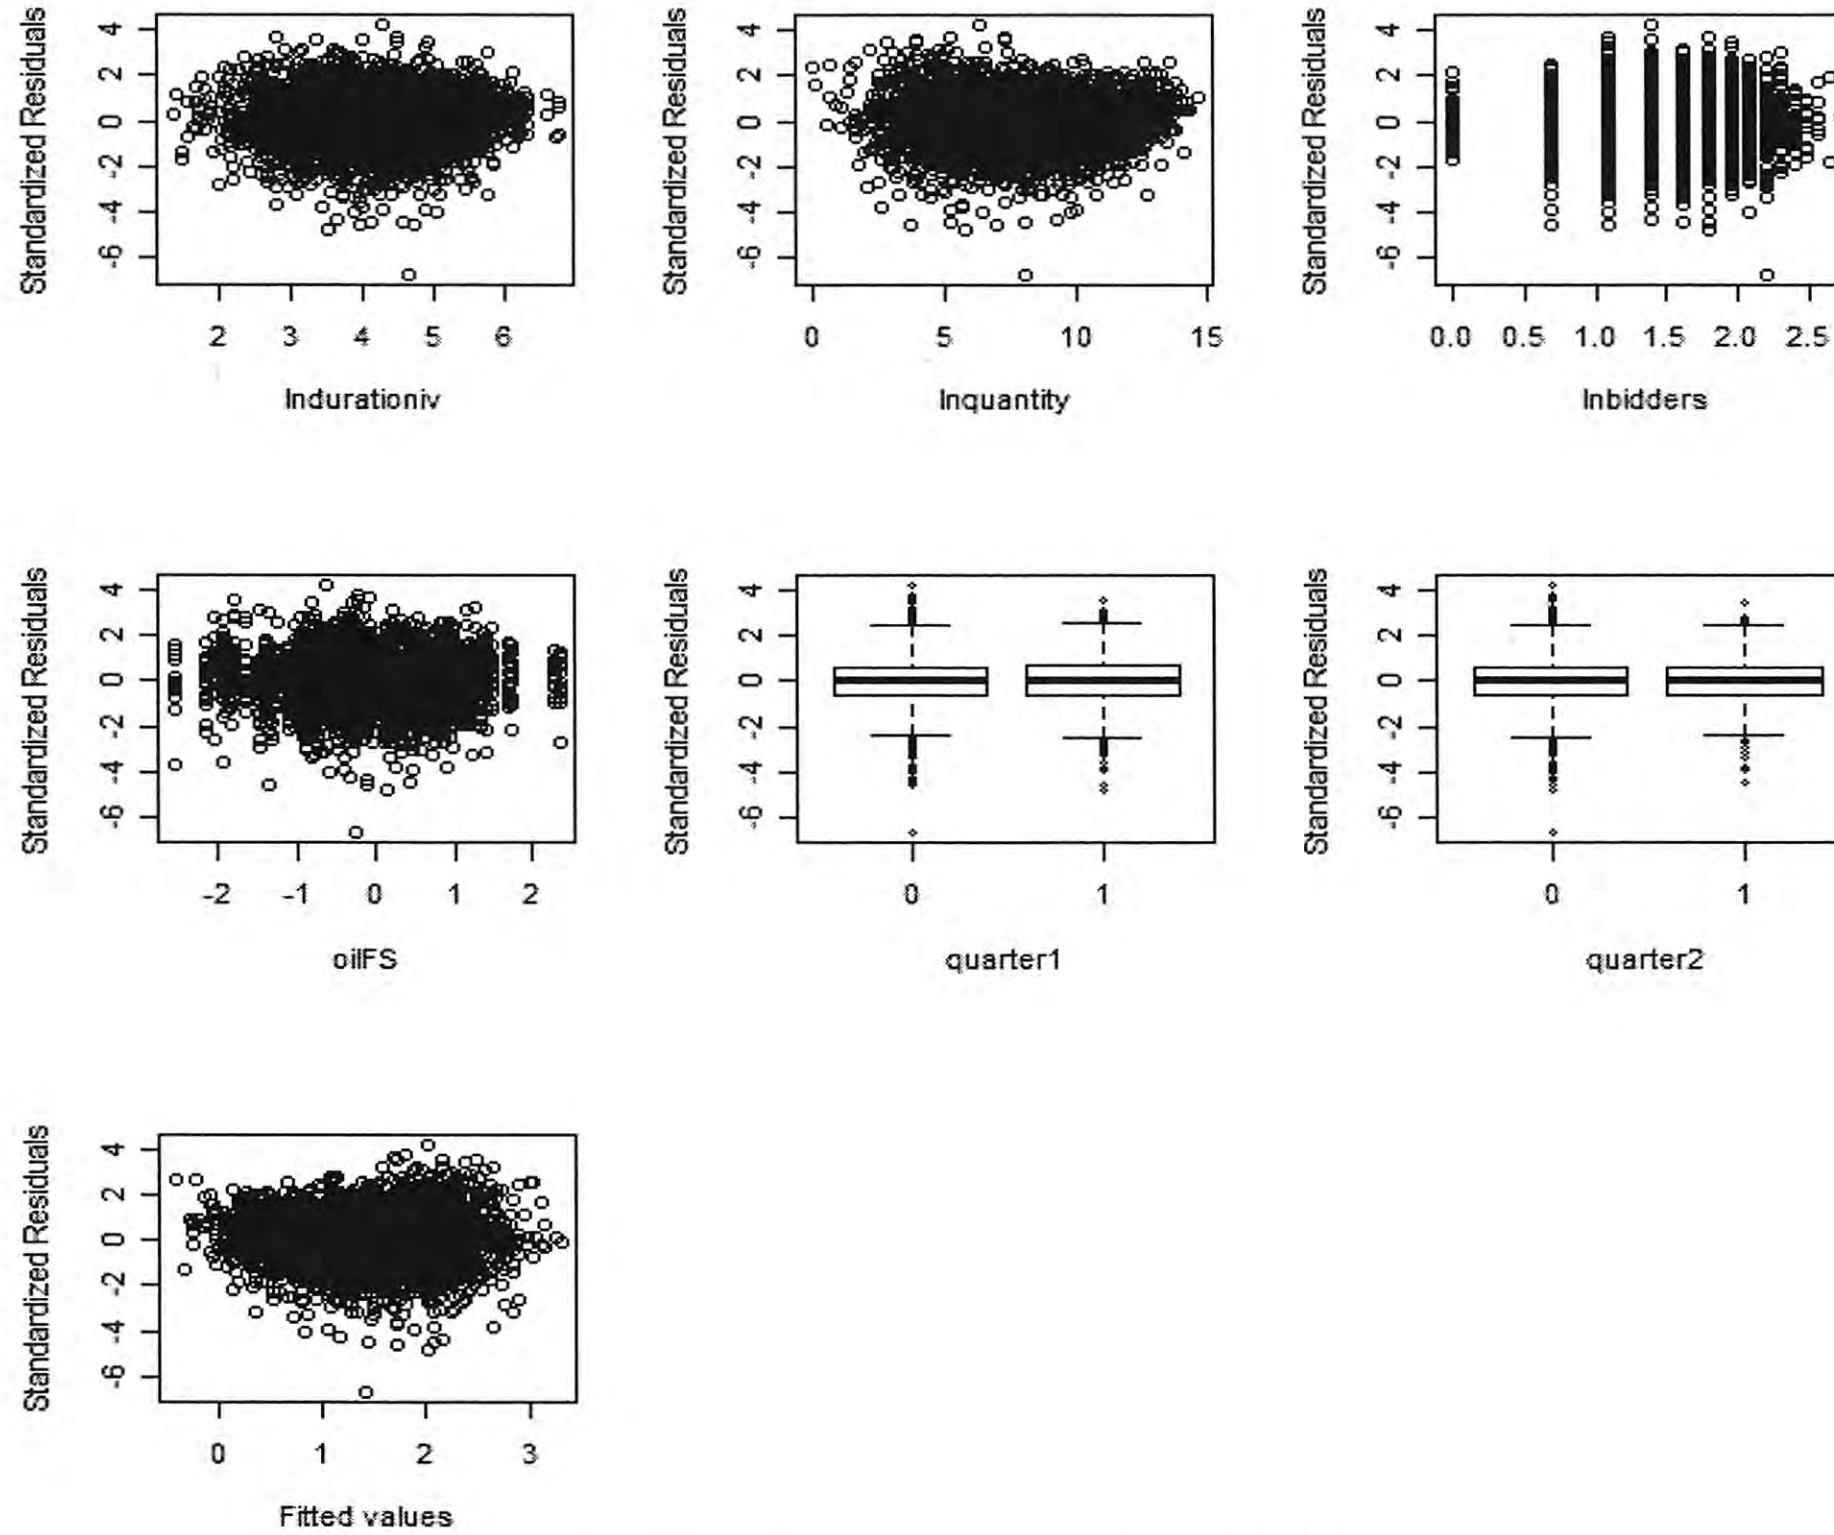 Standardized Residuals
4
2
0
-2
-4
-6
2 3 4 5 6
lndurationiv
Standardized Residuals
4
2
0
-2
-4
-6
0 5 10 15
lnquantity
Standardized Residuals
4
2
0
-2
-4
-6
0.0 0.5 1.0 1.5 2.0 2.5
lnbidders
Standardized Residuals
4
2
0
-2
-4
-6
-2 -1 0 1 2
oilFS
Standardized Residuals
4
2
0
-2
-4
-6
0 1
quarter1
Standardized Residuals
4
2
0
-2
-4
-6
0 1
quarter2
Standardized Residuals
4
2
0
-2
-4
-6
0 1 2 3
Fitted values